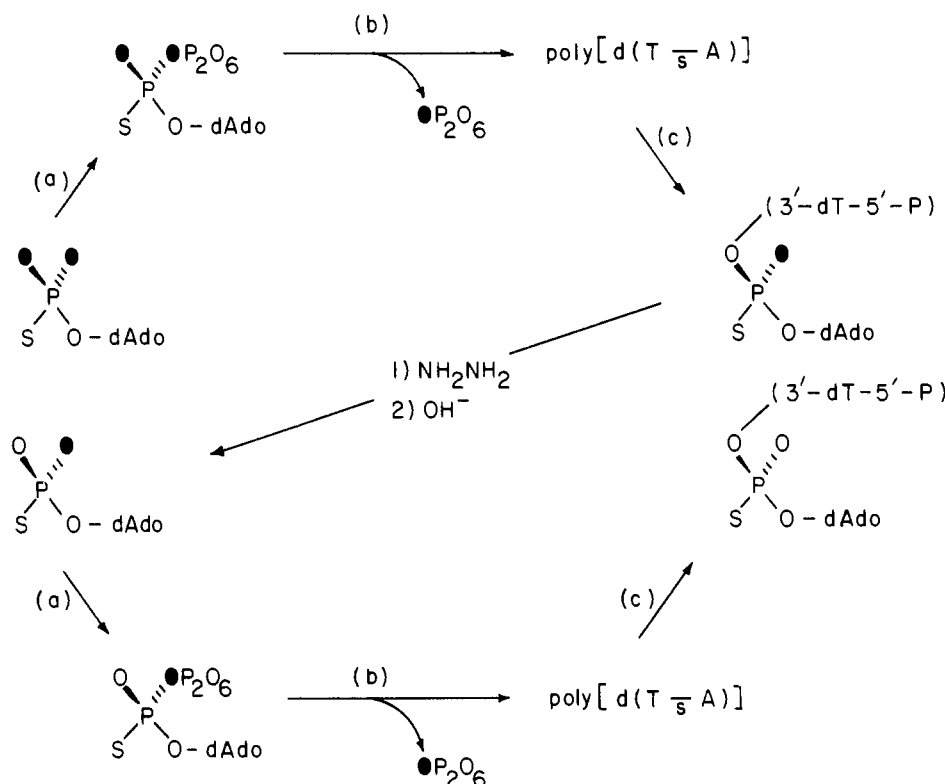 (b)
P2O6
poly[d(T s A)]
P
S
O-dAdo
P2O6
(a)
(c)
(3'-dT-5'-P)
O
P
S
O-dAdo
P
S
O-dAdo
1) NH2NH2
2) OH-
(3'-dT-5'-P)
O
P
S
O-dAdo
O
O
P
S
O-dAdo
(a)
(c)
O
P2O6
(b)
P
poly[d(T s A)]
S
O-dAdo
P2O6